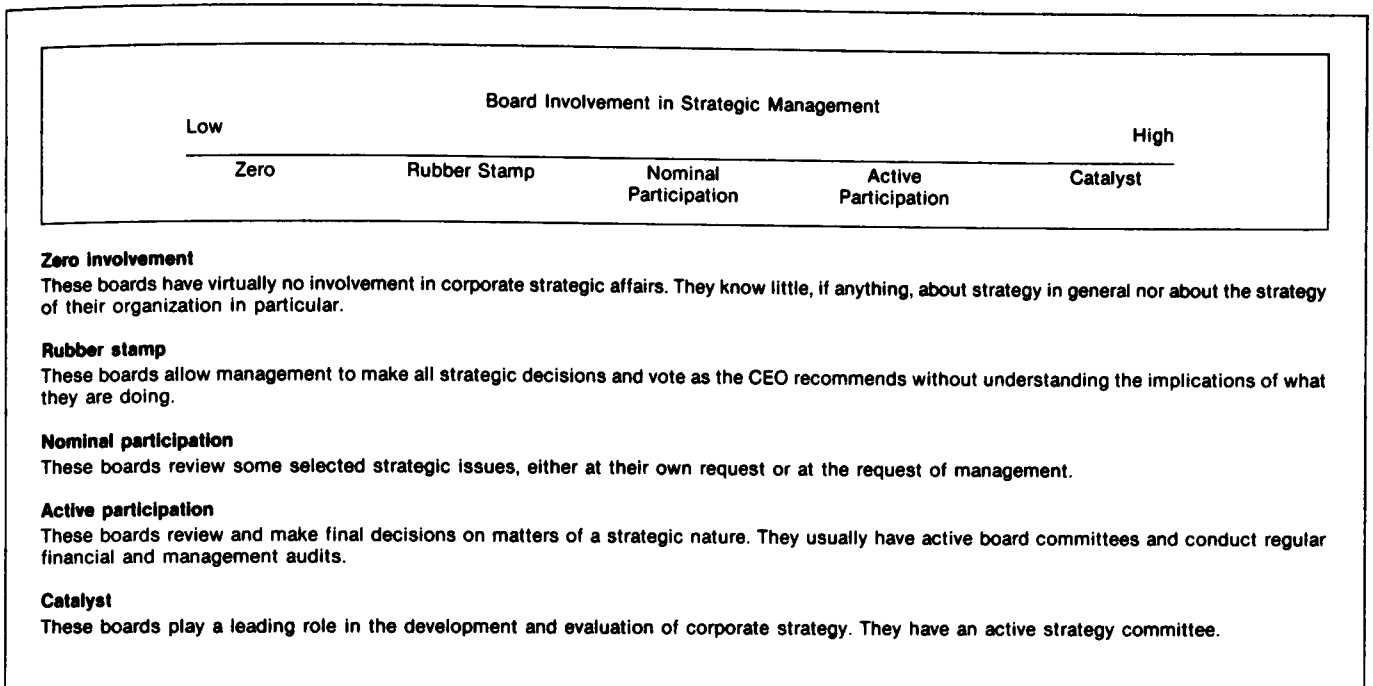 Board Involvement in Strategic Management
Low
High
Zero
Rubber Stamp
Nominal
Participation
Active
Participation
Catalyst
Zero involvement
These boards have virtually no involvement in corporate strategic affairs. They know little, if anything, about strategy in general nor about the strategy
of their organization in particular.
Rubber stamp
These boards allow management to make all strategic decisions and vote as the CEO recommends without understanding the implications of what
they are doing.
Nominal participation
These boards review some selected strategic issues, either at their own request or at the request of management.
Active participation
These boards review and make final decisions on matters of a strategic nature. They usually have active board committees and conduct regular
financial and management audits.
Catalyst
These boards play a leading role in the development and evaluation of corporate strategy. They have an active strategy committee.